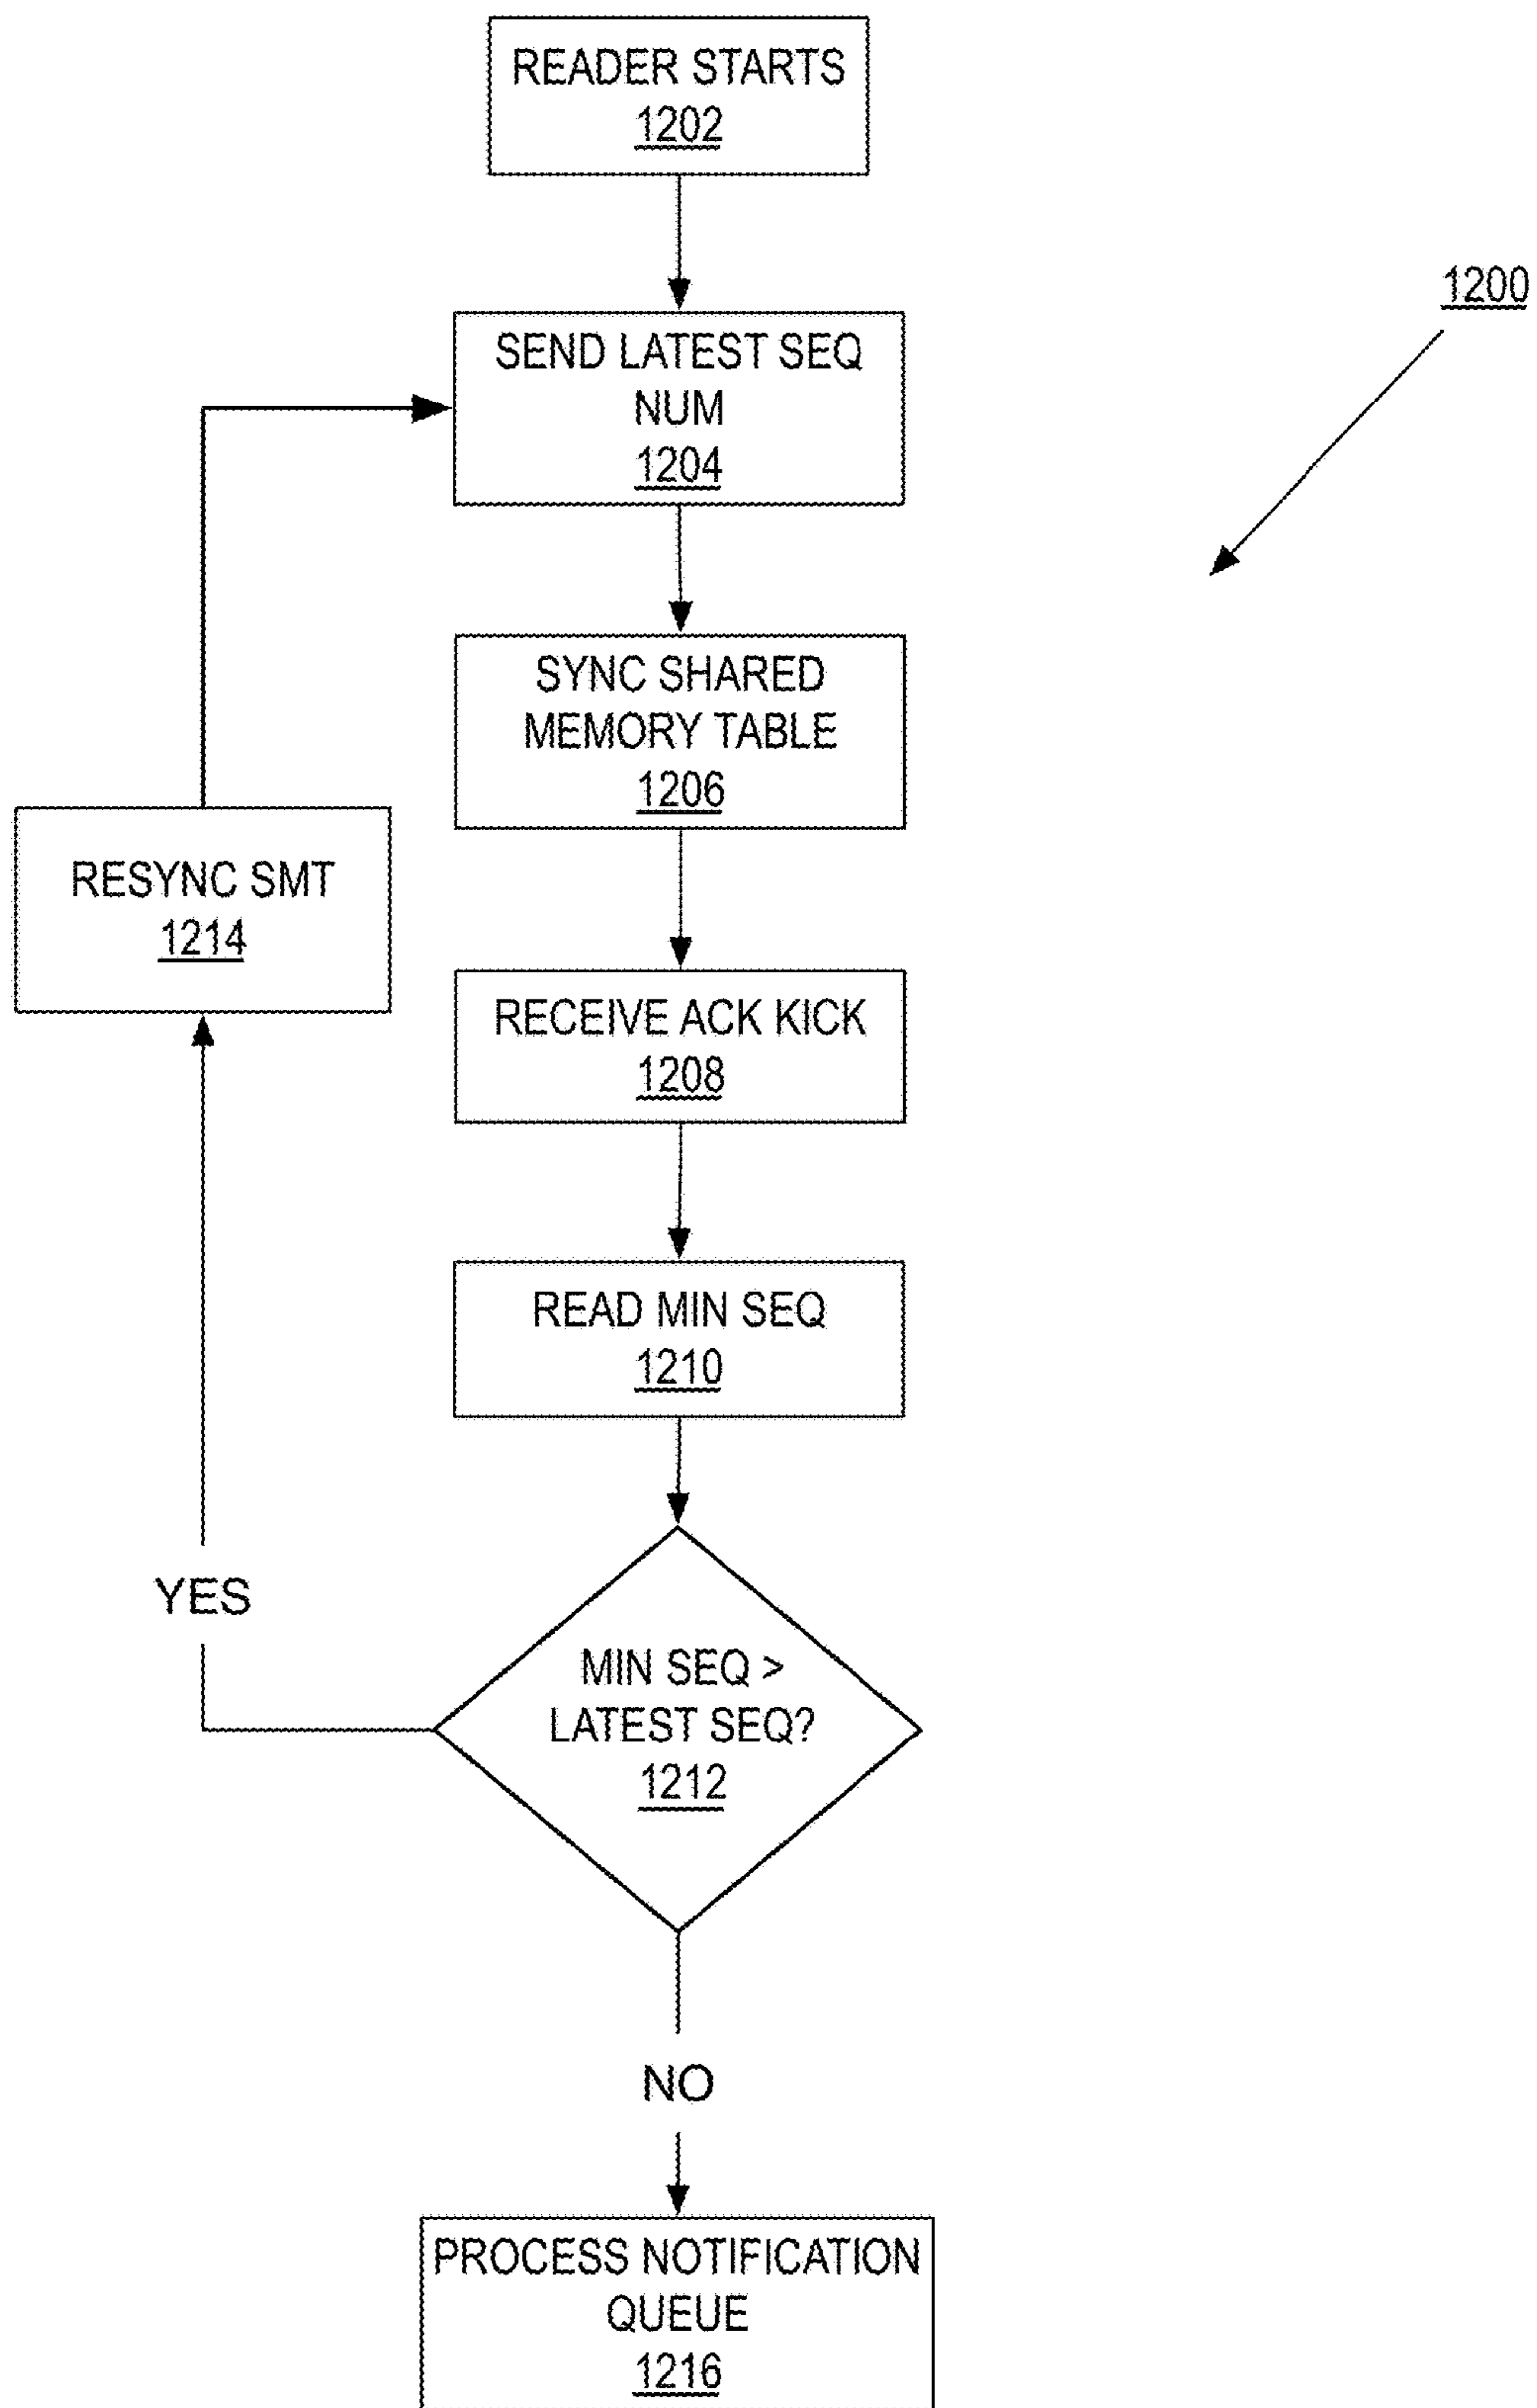 READER STARTS
1202
1200
SEND LATEST SEQ
NUM
1204
SYNC SHARED
MEMORY TABLE
1206
RESYNC SMT
1214
RECEIVE ACK KICK
1208
READ MIN SEQ
1210
YES
MIN SEQ >
LATEST SEQ?
1212
NO
PROCESS NOTIFICATION
QUEUE
1216